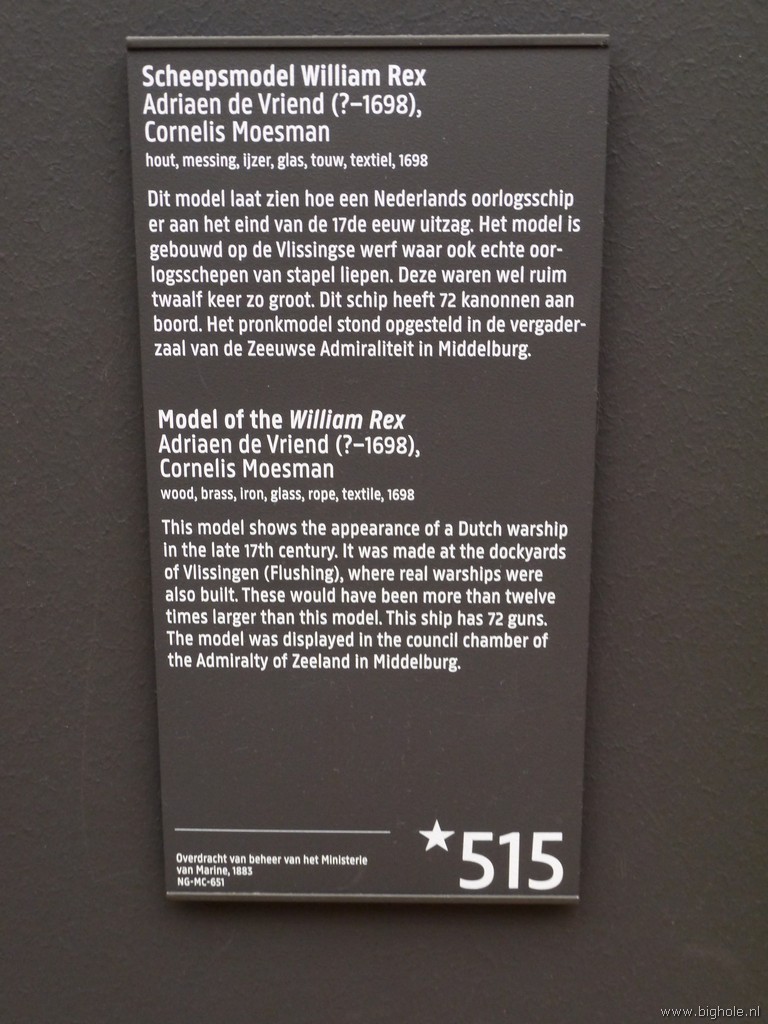 Scheepsmodel William Rex
Adriaen de Vriend (?–1698),
Cornelis Moesman
hout, messing, ijzer, glas, touw, textiel, 1698
Dit model laat zien hoe een Nederlands oorlogsschip
er aan het eind van de 17de eeuw uitzag. Het model is
gebouwd op de Vlissingse werf waar ook echte oor-
logsschepen van stapel liepen. Deze waren wel ruim
twaalf keer zo groot. Dit schip heeft 72 kanonnen aan
boord. Het pronkmodel stond opgesteld in de vergader-
zaal van de Zeeuwse Admiraliteit in Middelburg.
Model of the William Rex
Adriaen de Vriend (?–1698),
Cornelis Moesman
wood, brass, iron, glass, rope, textile, 1698
This model shows the appearance of a Dutch warship
in the late 17th century. It was made at the dockyards
of Vlissingen (Flushing), where real warships were
also built. These would have been more than twelve
times larger than this model. This ship has 72 guns.
The model was displayed in the council chamber of
the Admiralty of Zeeland in Middelburg.
Overdracht van beheer van het Ministerie
van Marine, 1883
NG-MC-651
★515
www.bighole.nl